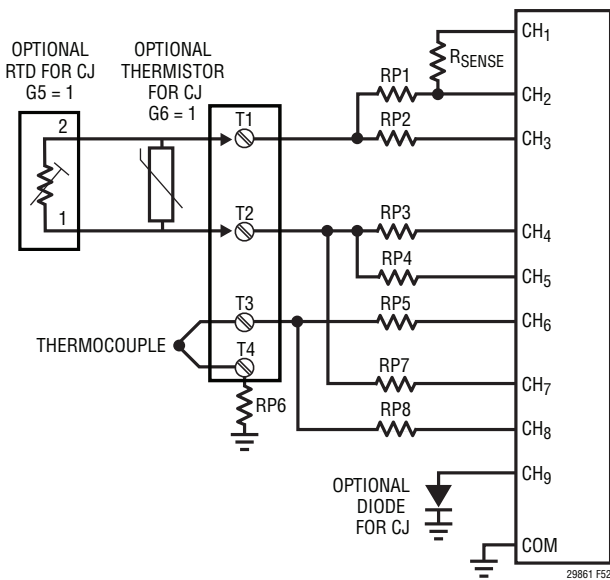 OPTIONAL
RTD FOR CJ
G5 = 1
OPTIONAL
THERMISTOR
FOR CJ
G6 = 1
2
1
T1
T2
T3
T4
THERMOCOUPLE
RP6
RSENSE
RP1
RP2
RP3
RP4
RP5
RP7
RP8
OPTIONAL
DIODE
FOR CJ
CH1
CH2
CH3
CH4
CH5
CH6
CH7
CH8
CH9
COM
29861 F52